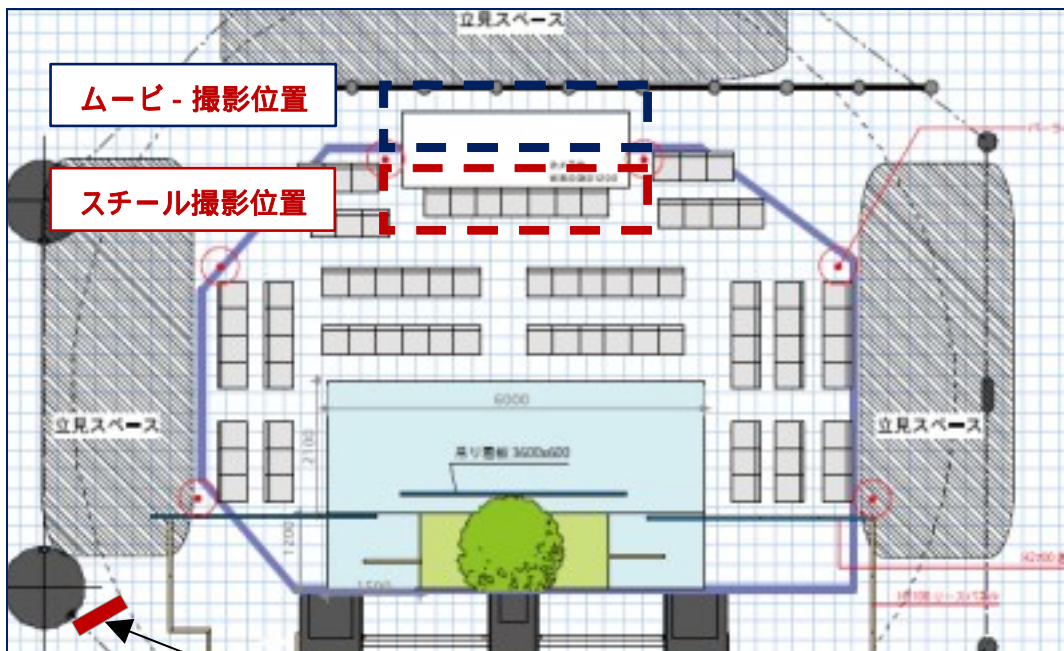 立見スペース
ムービ - 撮影位置
スチール撮影位置
6000
2100
立見スペース
立見スペース
吊り看板 3600x600
1200
1500